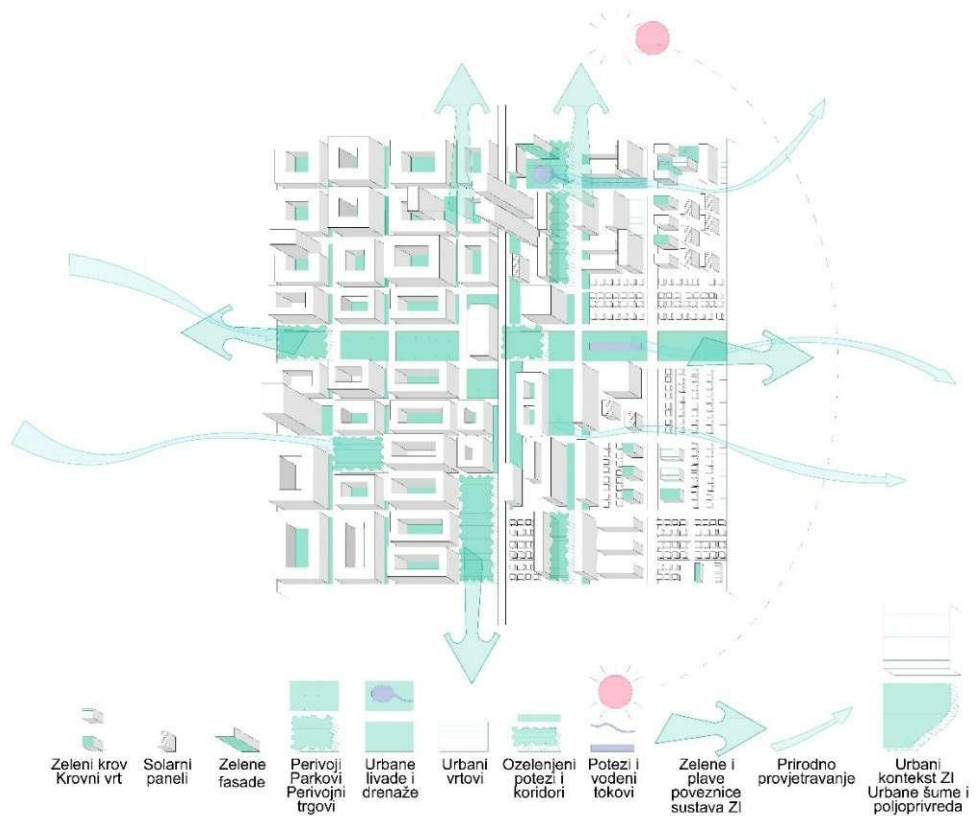 Zeleni krov
Krovni vrt
Solarni
paneli
Zelene
fasade
Perivoji
Parkovi
Perivojni
trgovi
Urbane
livade i
drenaže
Urbani
vrtovi
Ozelenjeni
potezi i
koridori
Potezi i
vodeni
tokovi
Zelene i
plave
poveznice
sustava ZI
Prirodno
provjetravanje
Urbani
kontekst ZI
Urbane šume i
poljoprivreda